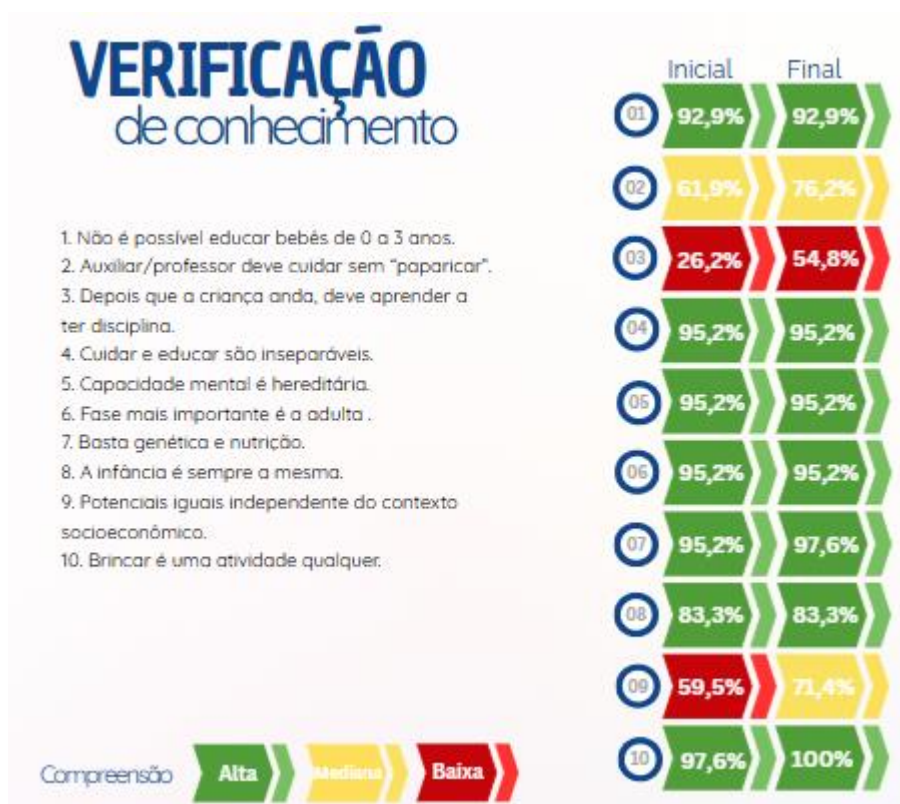 VERIFICAÇÃO
de conhecimento
1. Não é possível educar bebês de 0 a 3 anos.
2. Auxiliar/professor deve cuidar sem “paparicar”.
3. Depois que a criança anda, deve aprender a
ter disciplina.
4. Cuidar e educar são inseparáveis.
5. Capacidade mental é hereditária.
6. Fase mais importante é a adulta .
7. Basta genética e nutrição.
8. A infância é sempre a mesma.
9. Potenciais iguais independente do contexto
socioeconômico.
10. Brincar é uma atividade qualquer.
Inicial Final
01 92,9% 92,9%
02 61,9% 76,2%
03 26,2% 54,8%
04 95,2% 95,2%
05 95,2% 95,2%
06 95,2% 95,2%
07 95,2% 97,6%
08 83,3% 83,3%
09 59,5% 71,4%
10 97,6% 100%
Compreensão Alta Mediana Baixa